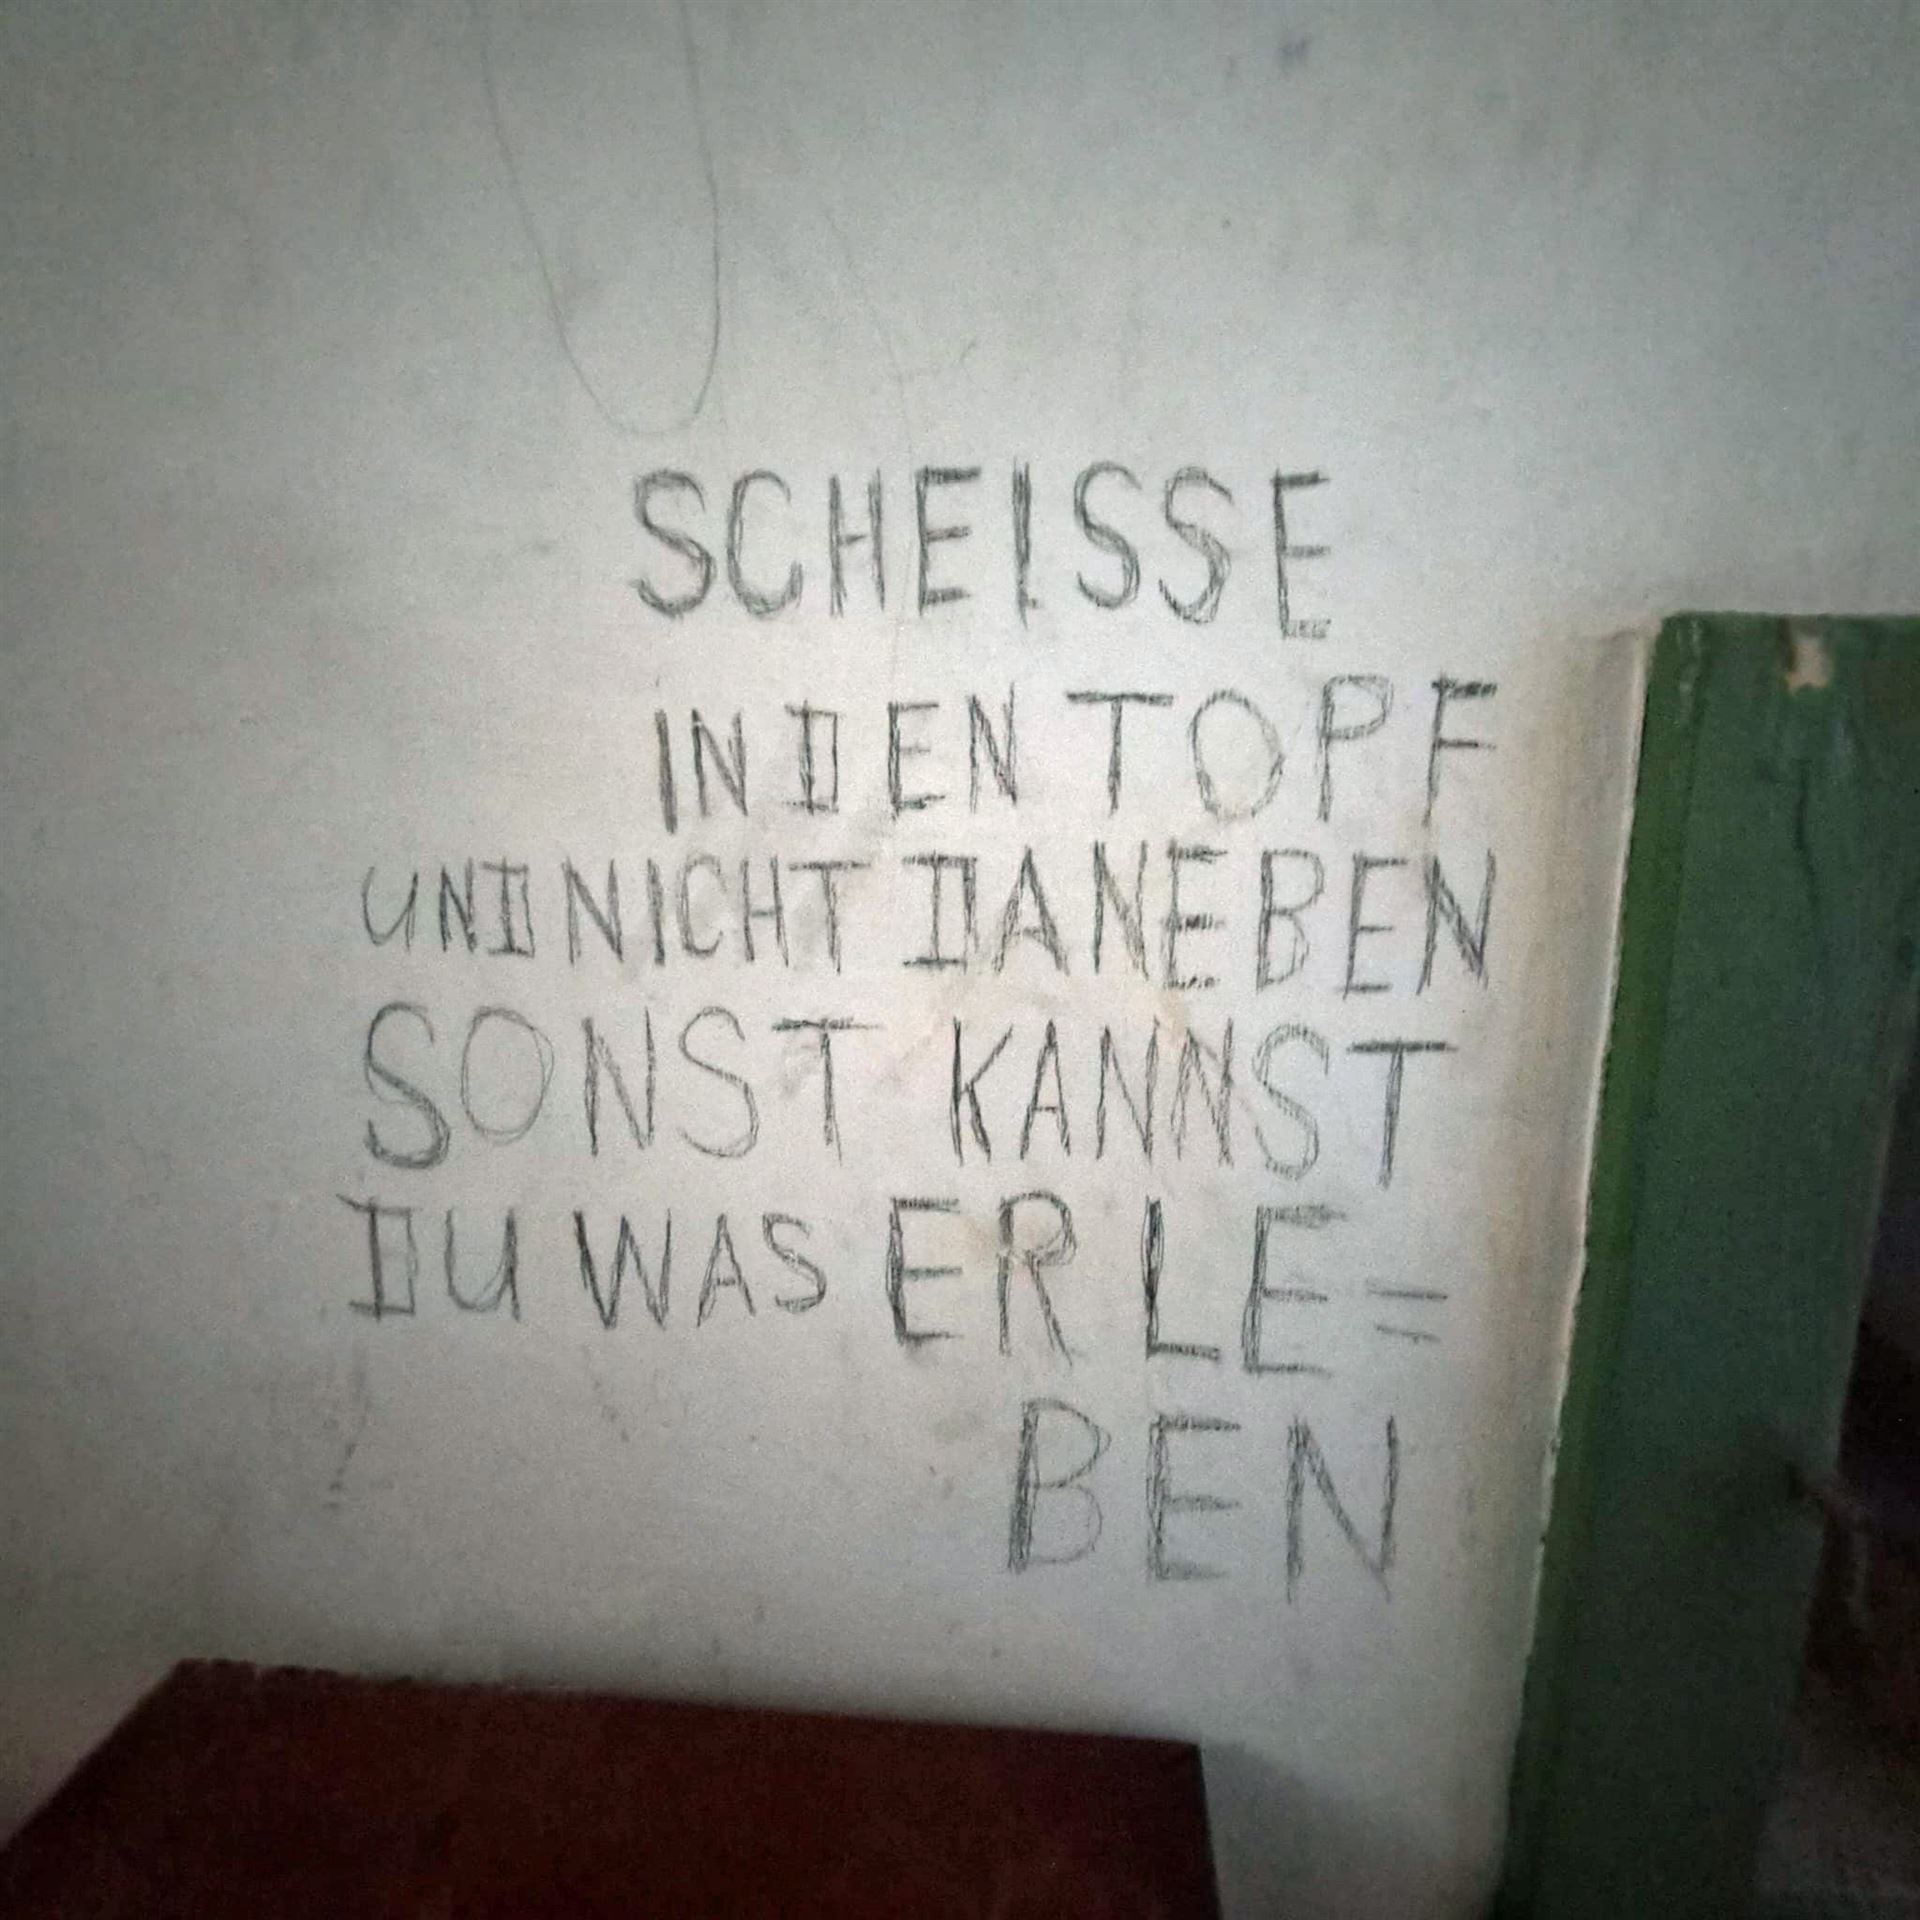 SCHEISSE
IN DEN TOPF
UND NICHT DANEBEN
SONST KANNST
DU WAS ERLE=
BEN